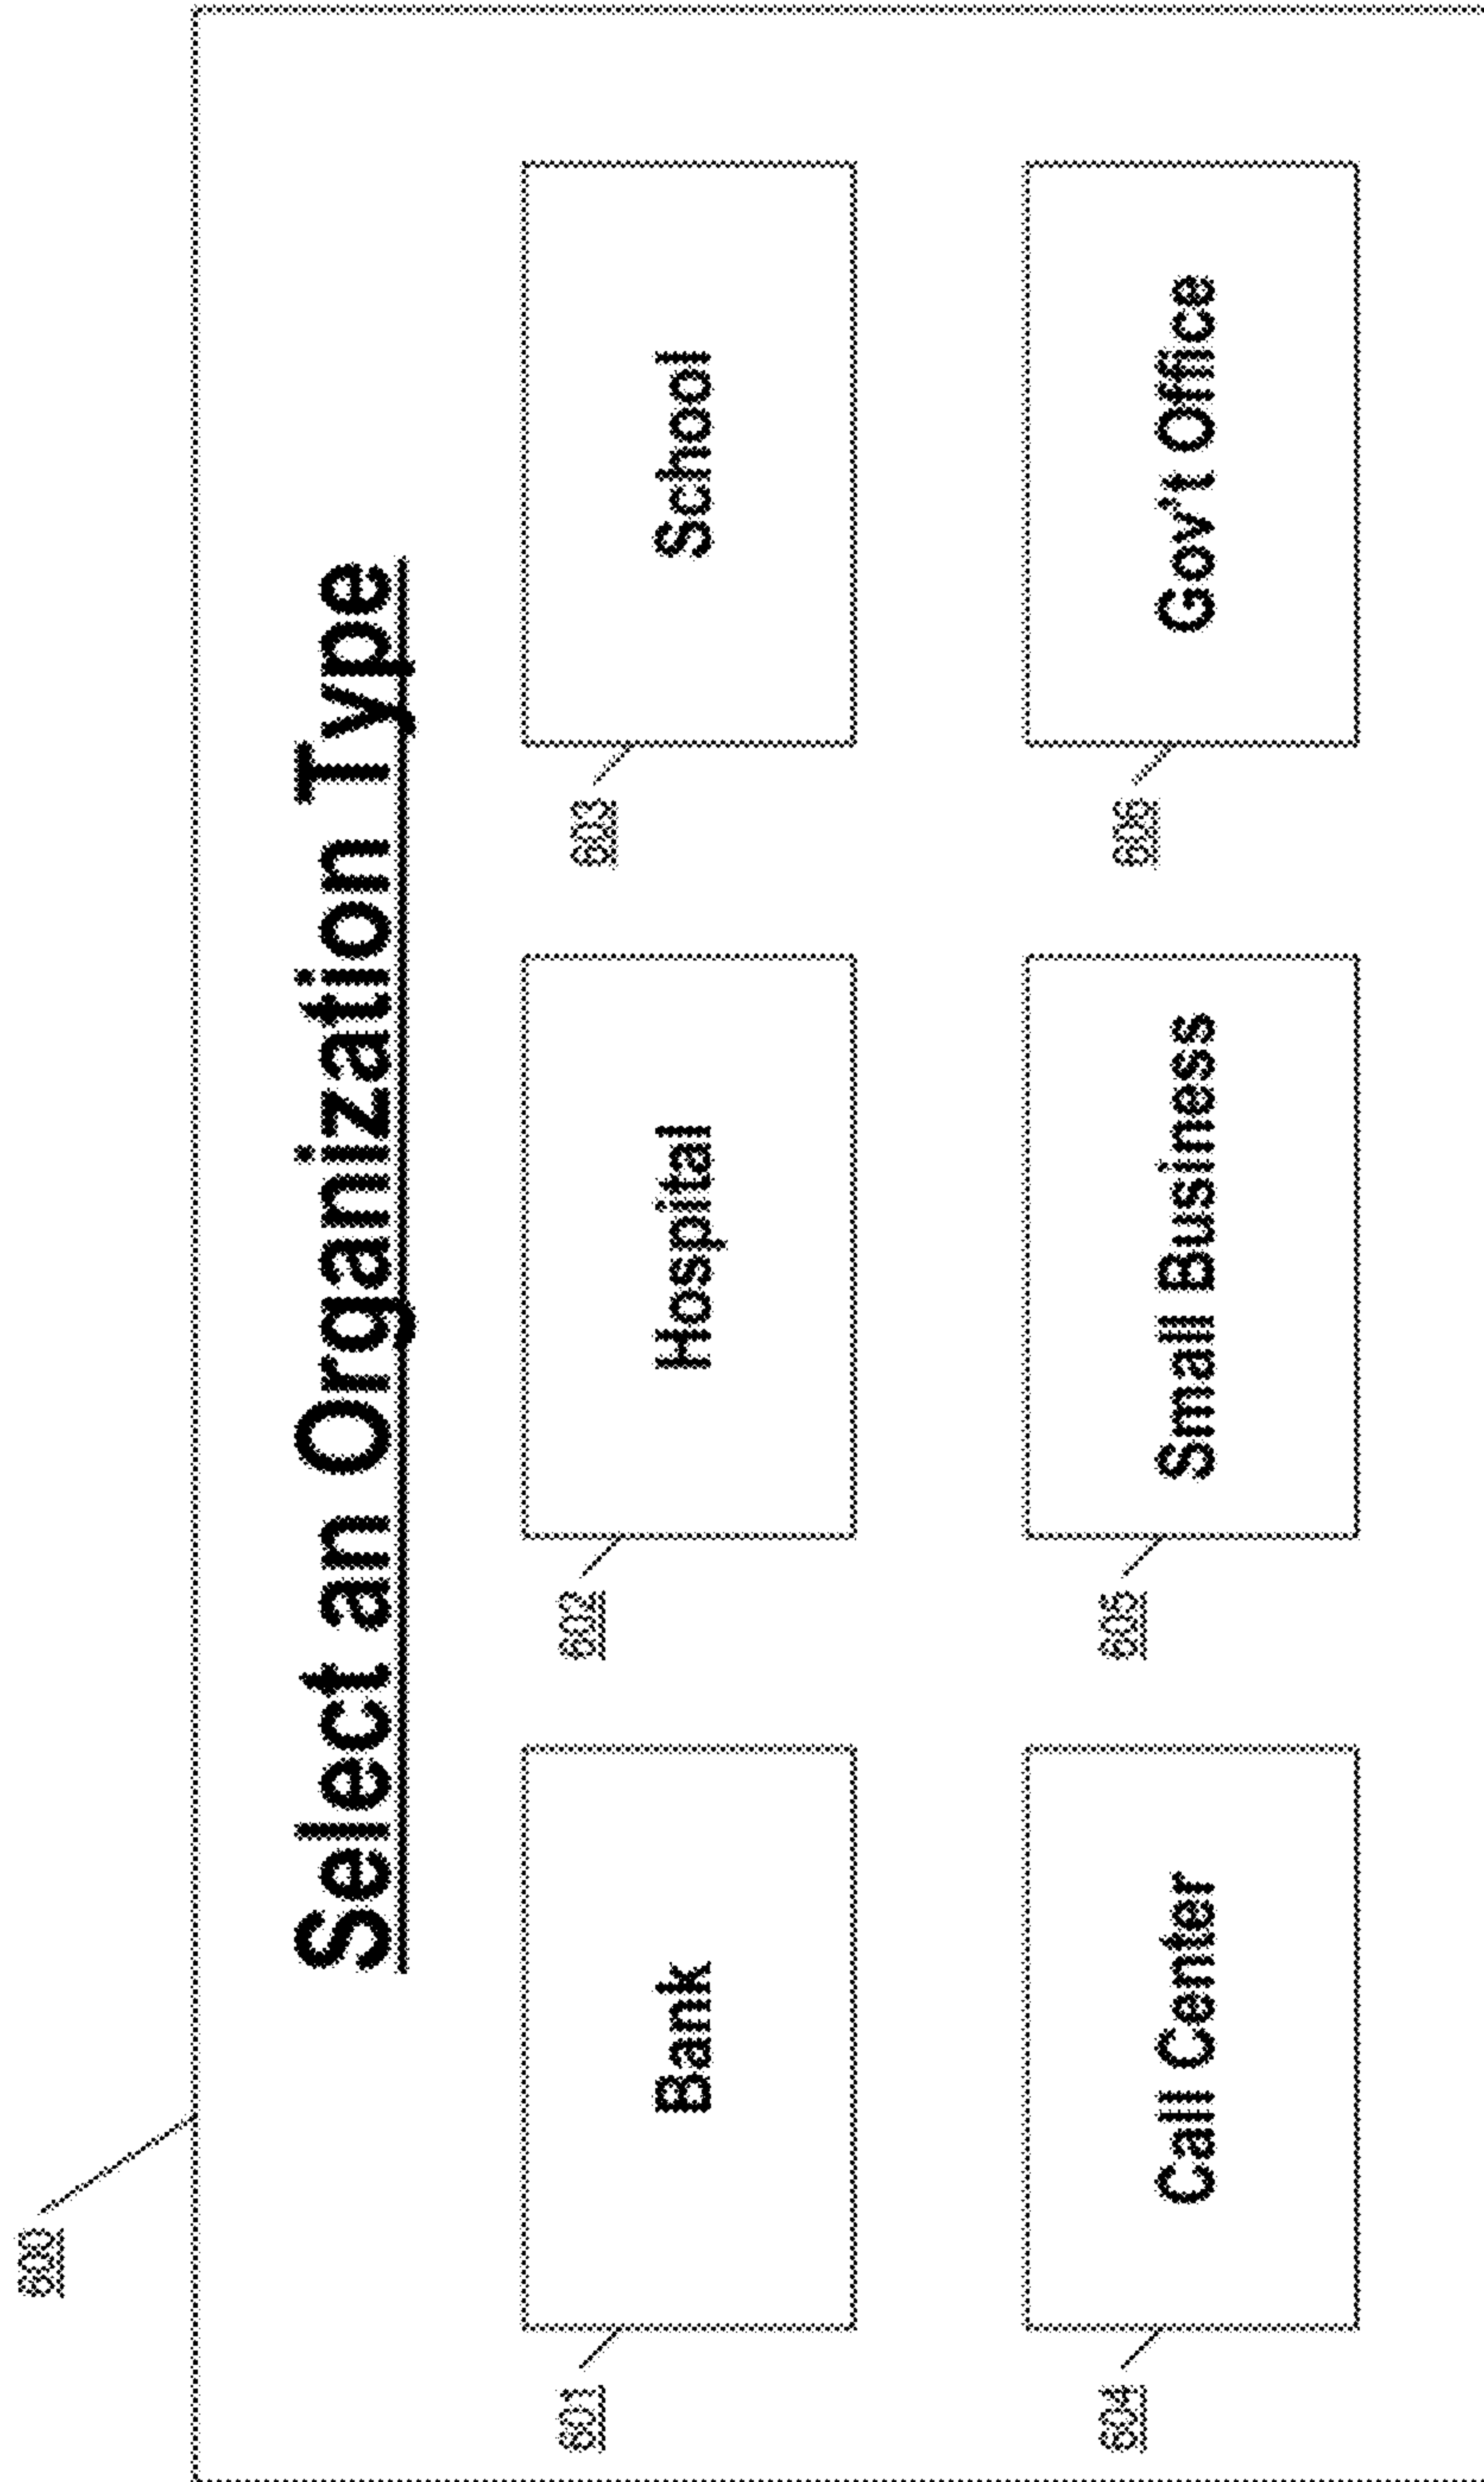 Select an Organization Type
Bank
Hospital
School
Call Center
Small Business
Gov't Office